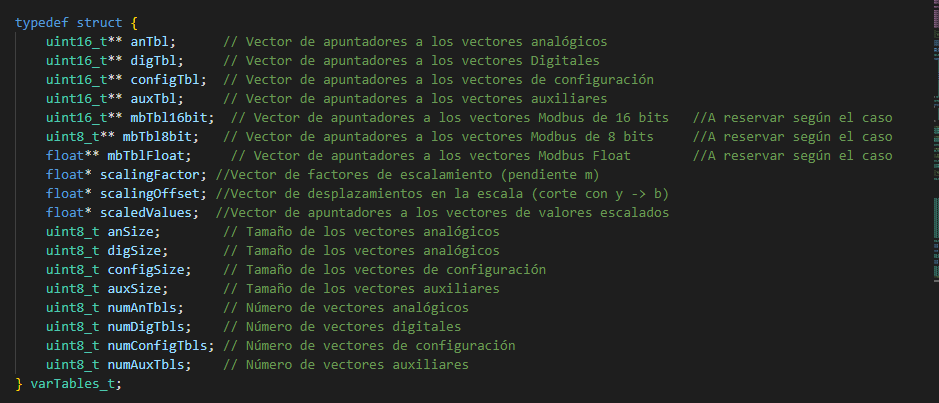 typedef struct {
uint16_t** anTbl;      // Vector de apuntadores a los vectores analógicos
uint16_t** digTbl;     // Vector de apuntadores a los vectores Digitales
uint16_t** configTbl;  // Vector de apuntadores a los vectores de configuración
uint16_t** auxTbl;     // Vector de apuntadores a los vectores auxiliares
uint16_t** mbTbl16bit;  // Vector de apuntadores a los vectores Modbus de 16 bits   //A reservar según el caso
uint8_t** mbTbl8bit;   // Vector de apuntadores a los vectores Modbus de 8 bits     //A reservar según el caso
float** mbTblFloat;     // Vector de apuntadores a los vectores Modbus Float        //A reservar según el caso
float* scalingFactor; //Vector de factores de escalamiento (pendiente m)
float* scalingOffset; //Vector de desplazamientos en la escala (corte con y -> b)
float* scaledValues;  //Vector de apuntadores a los vectores de valores escalados
uint8_t anSize;        // Tamaño de los vectores analógicos
uint8_t digSize;       // Tamaño de los vectores analógicos
uint8_t configSize;    // Tamaño de los vectores de configuración
uint8_t auxSize;       // Tamaño de los vectores auxiliares
uint8_t numAnTbls;     // Número de vectores analógicos
uint8_t numDigTbls;    // Número de vectores digitales
uint8_t numConfigTbls; // Número de vectores de configuración
uint8_t numAuxTbls;    // Número de vectores auxiliares
} varTables_t;